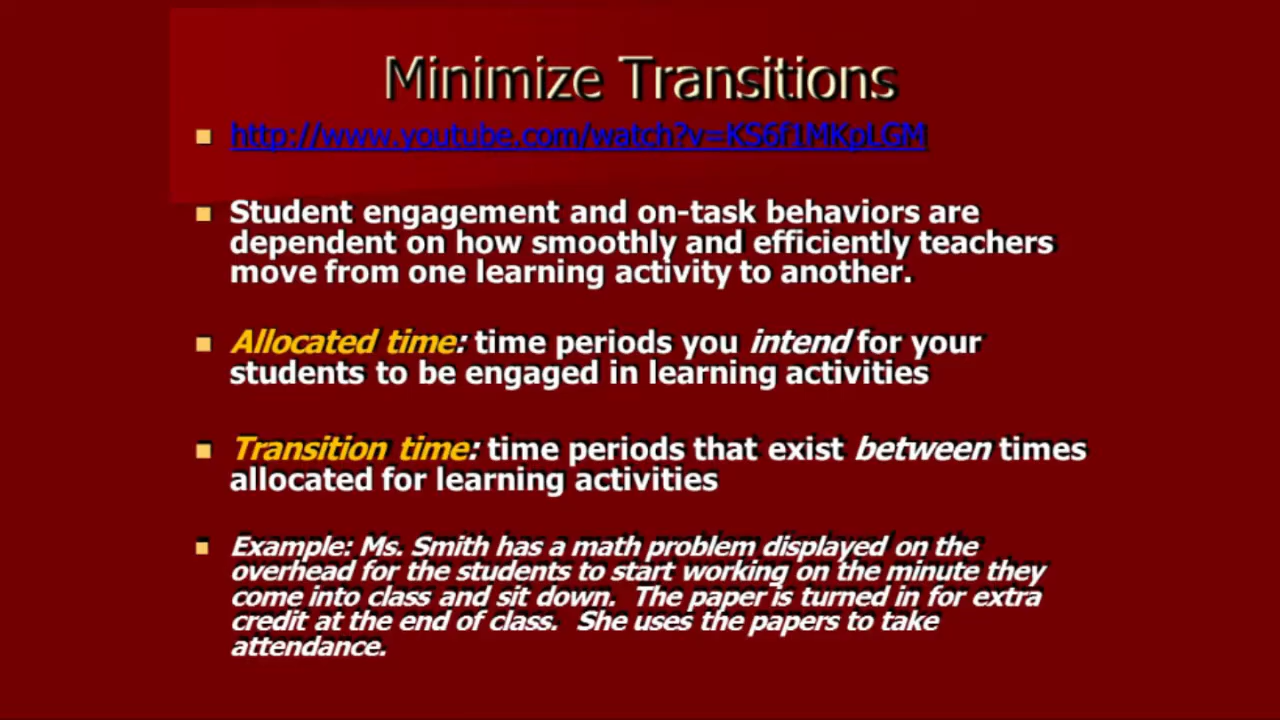 Minimize Transitions
http://www.youtube.com/watch?v=KS6f1MKpLGM
Student engagement and on-task behaviors are
dependent on how smoothly and efficiently teachers
move from one learning activity to another.
Allocated time: time periods you intend for your
students to be engaged in learning activities
Transition time: time periods that exist between times
allocated for learning activities
Example: Ms. Smith has a math problem displayed on the
overhead for the students to start working on the minute they
come into class and sit down. The paper is turned in for extra
credit at the end of class. She uses the papers to take
attendance.